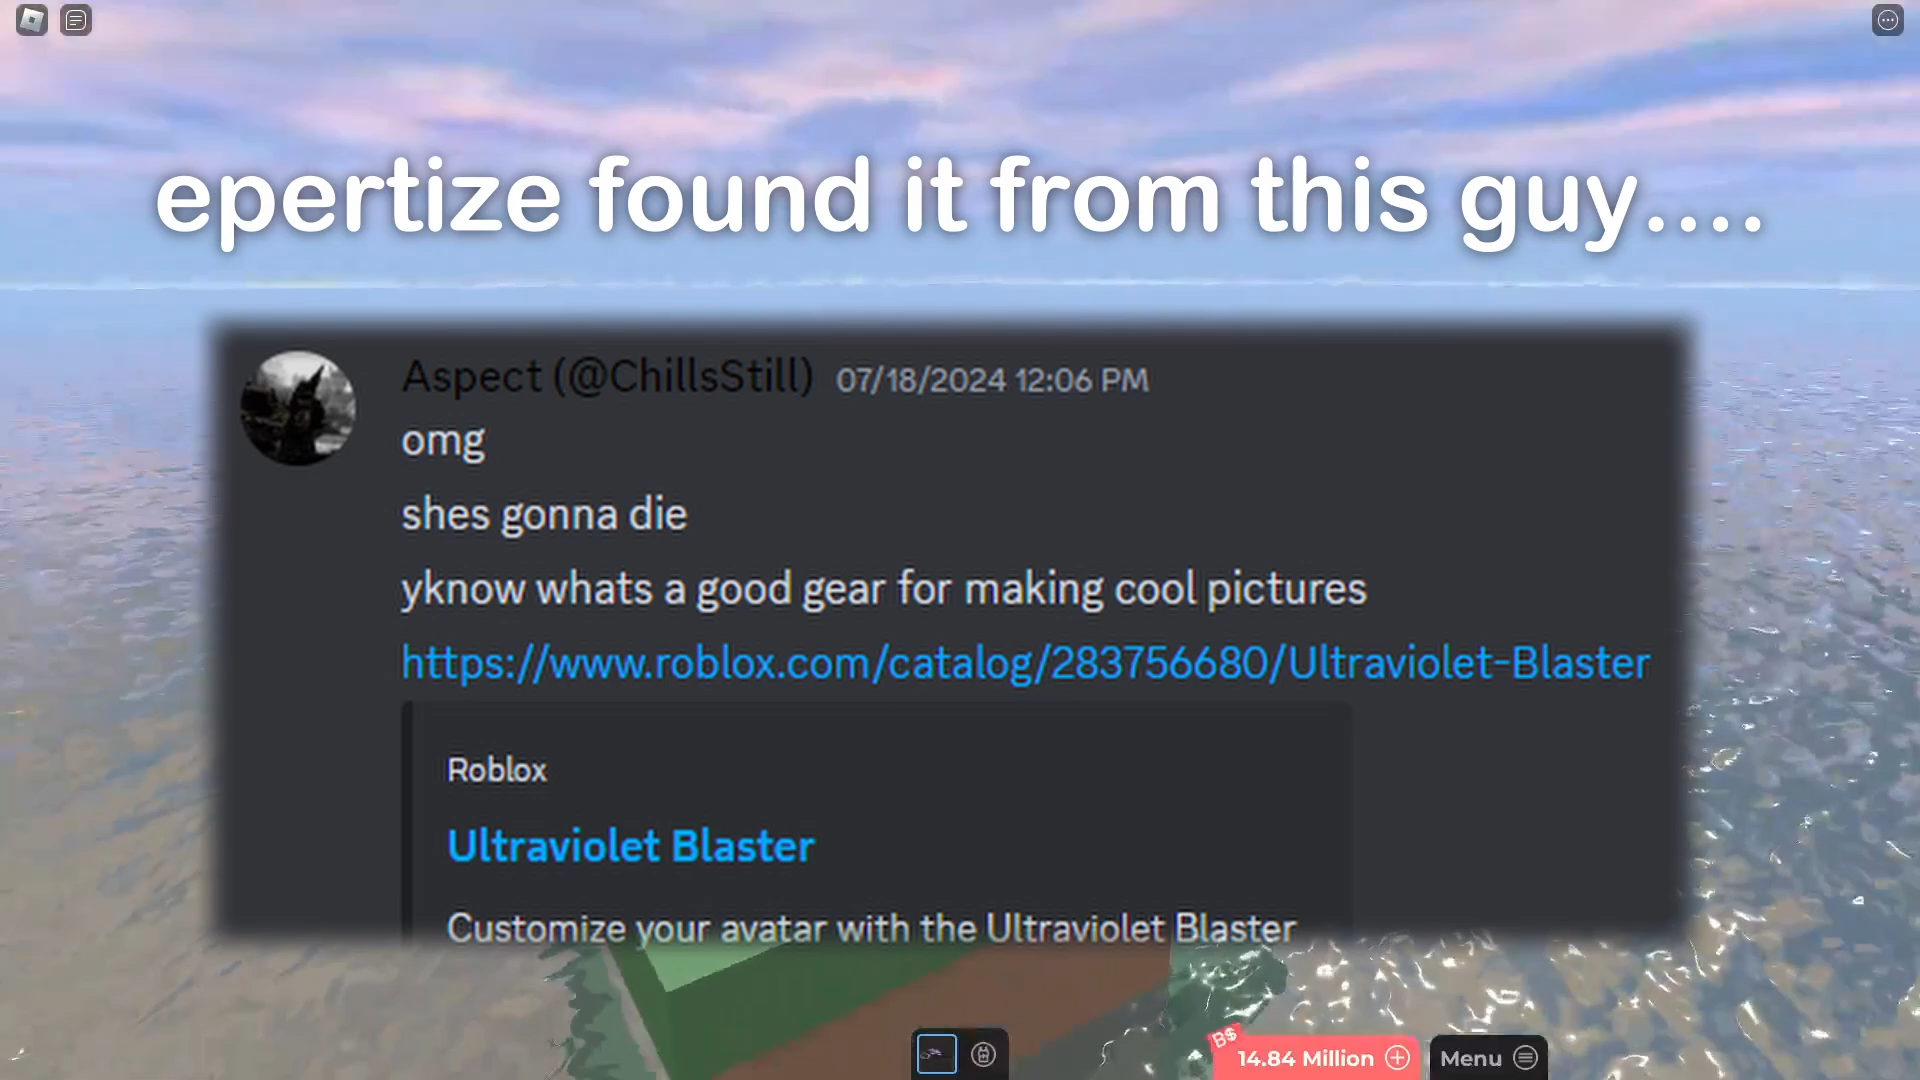 epertize found it from this guy....
Aspect (@ChillsStill) 07/18/2024 12:06 PM
omg
shes gonna die
yknow whats a good gear for making cool pictures
https://www.roblox.com/catalog/283756680/Ultraviolet-Blaster
Roblox
Ultraviolet Blaster
Customize your avatar with the Ultraviolet Blaster
B$
14.84 Million
Menu